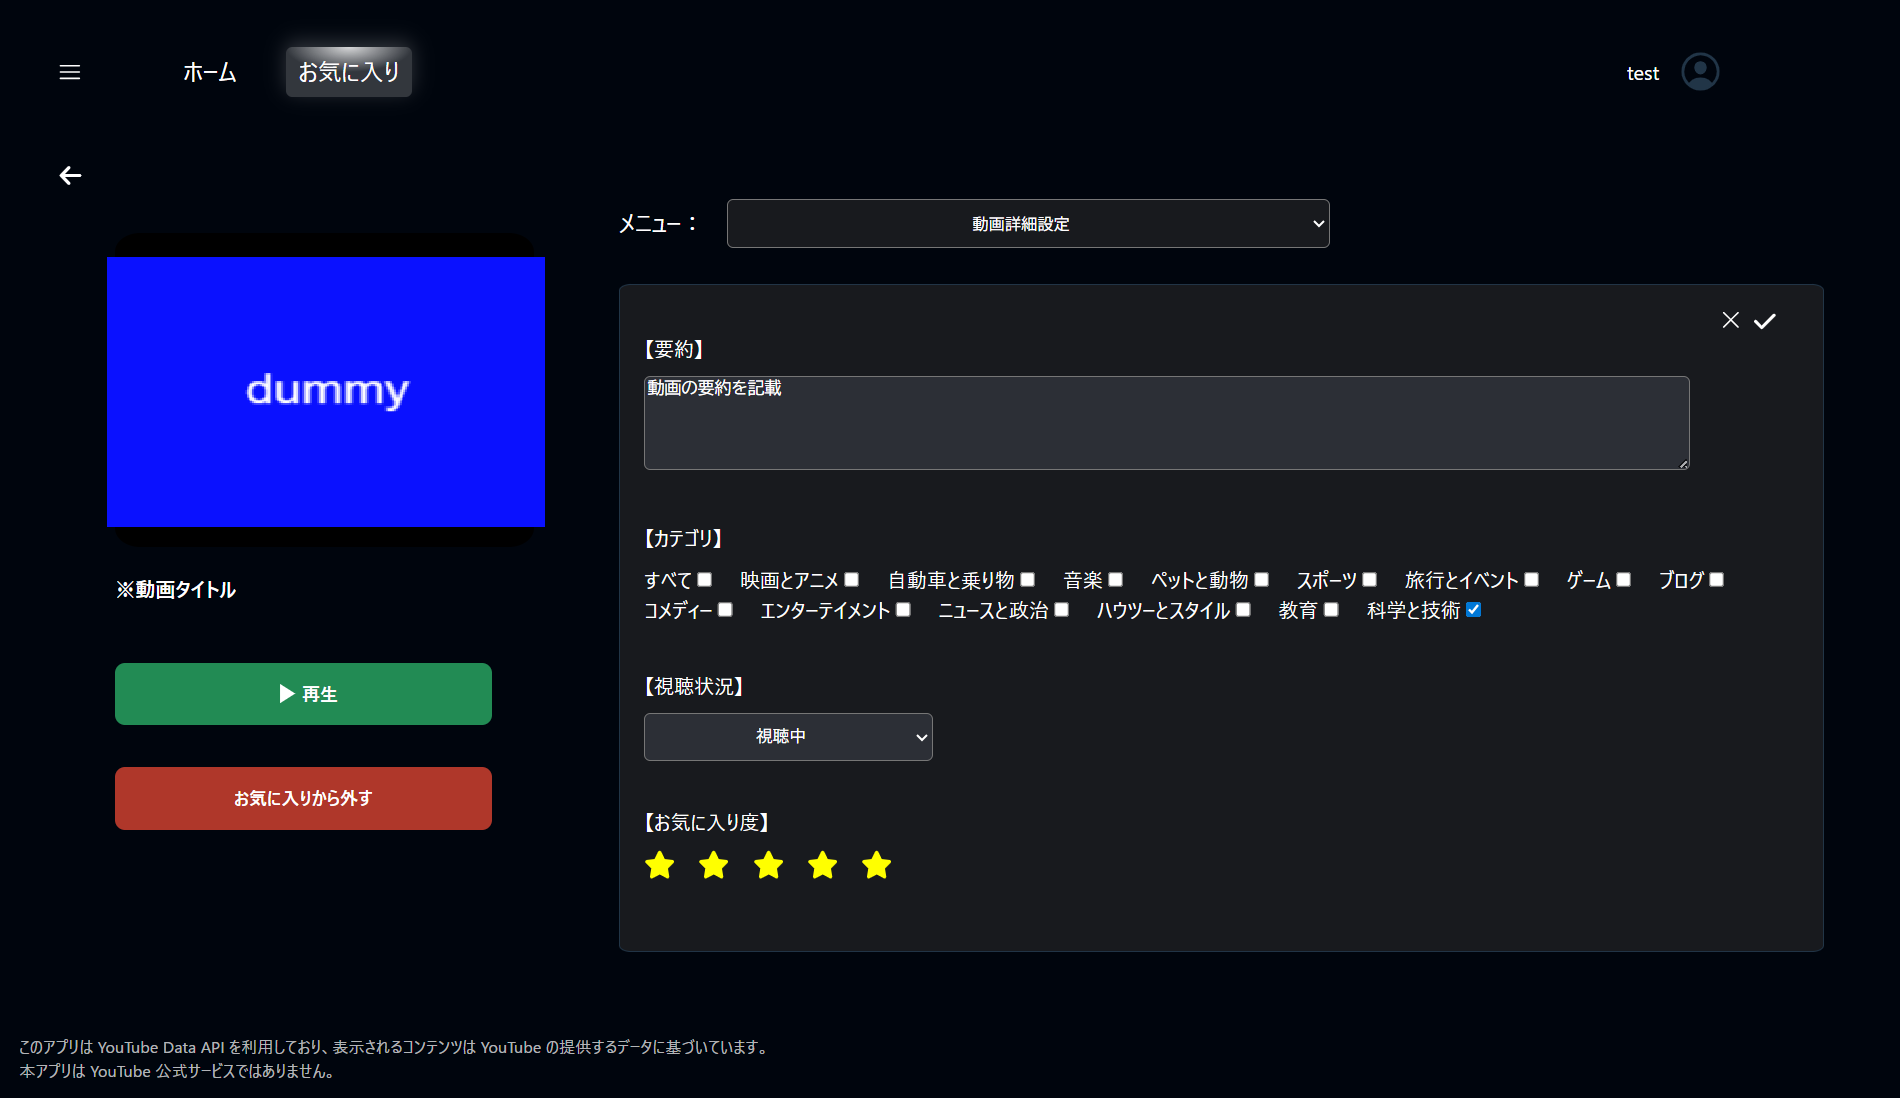 ホーム お気に入り test
メニュー： 動画詳細設定
dummy
※動画タイトル
再生
お気に入りから外す
【要約】
動画の要約を記載
【カテゴリ】
すべて 映画とアニメ 自動車と乗り物 音楽 ペットと動物 スポーツ 旅行とイベント ゲーム ブログ
コメディー エンターテイメント ニュースと政治 ハウツーとスタイル 教育 科学と技術
【視聴状況】
視聴中
【お気に入り度】
このアプリは YouTube Data API を利用しており、表示されるコンテンツは YouTube の提供するデータに基づいています。
本アプリは YouTube 公式サービスではありません。